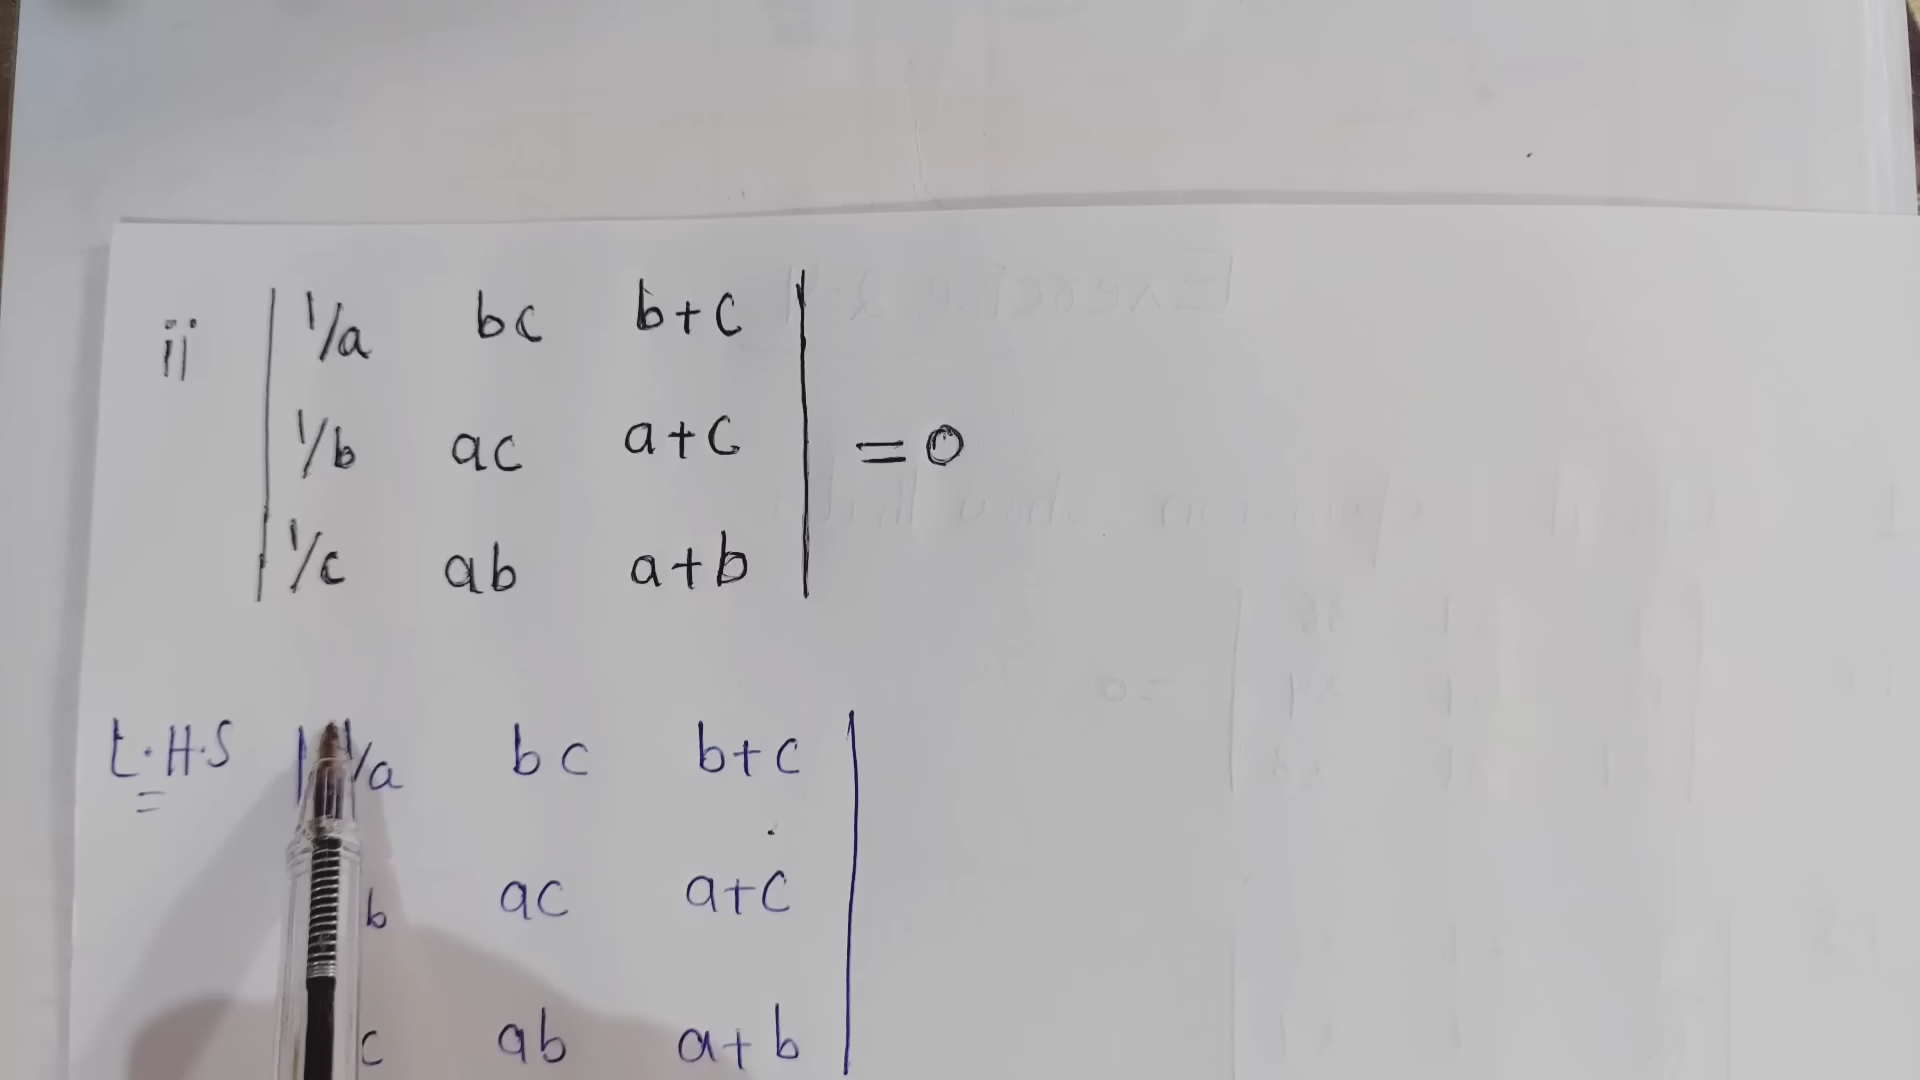 ii | 1/a bc b+c |
1/b ac a+c = 0
1/c ab a+b
L.H.S | 1/a bc b+c |
b ac a+c
c ab a+b